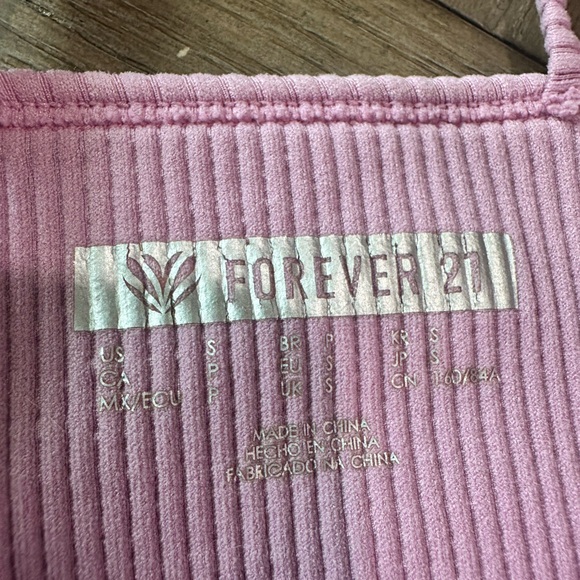 FOREVER 21
US S BR P KR S
CA P EU S JP S
MX/ECU P UK S CN 160/84A
MADE IN CHINA
HECHO EN CHINA
FABRICADO NA CHINA